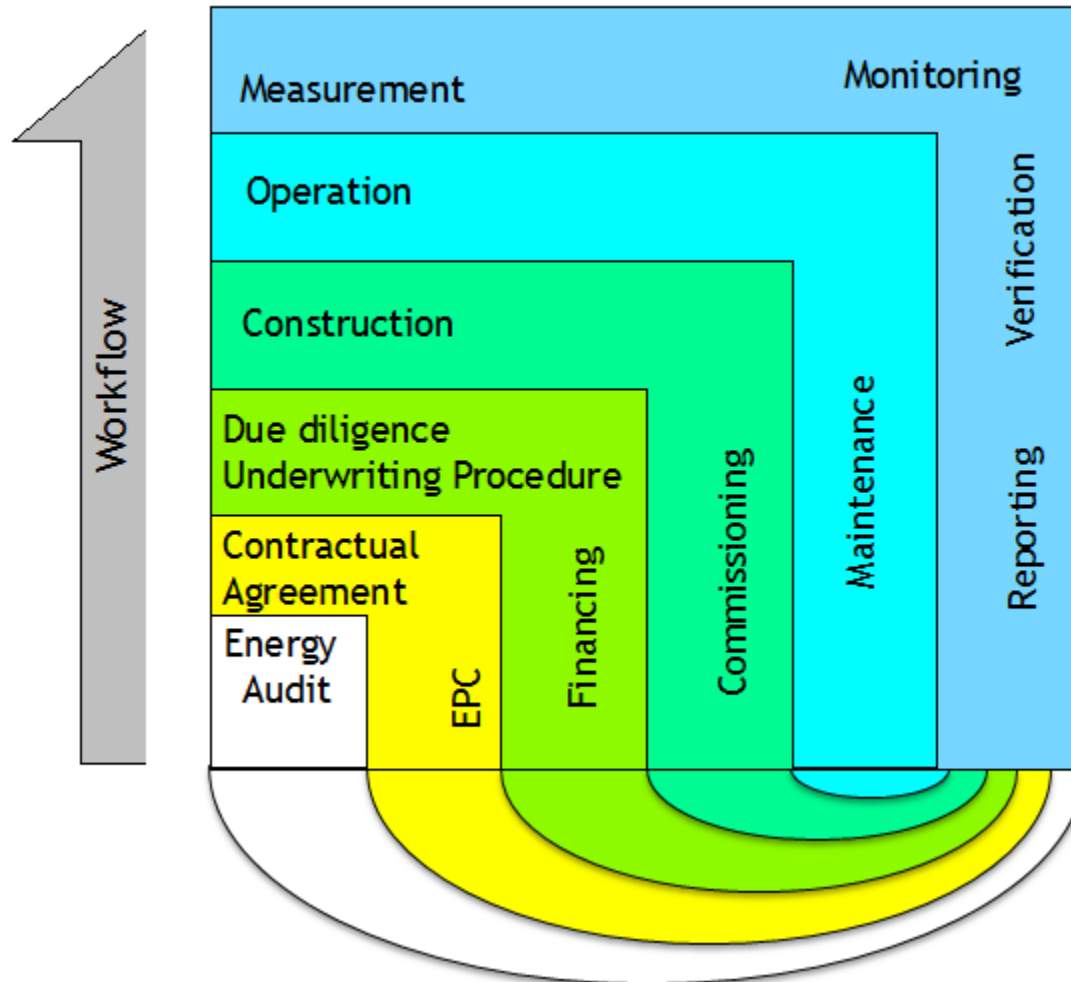 Measurement
Monitoring
Operation
Verification
Construction
Workflow
Due diligence
Underwriting Procedure
Maintenance
Reporting
Commissioning
Contractual
Agreement
Financing
Energy
Audit
EPC